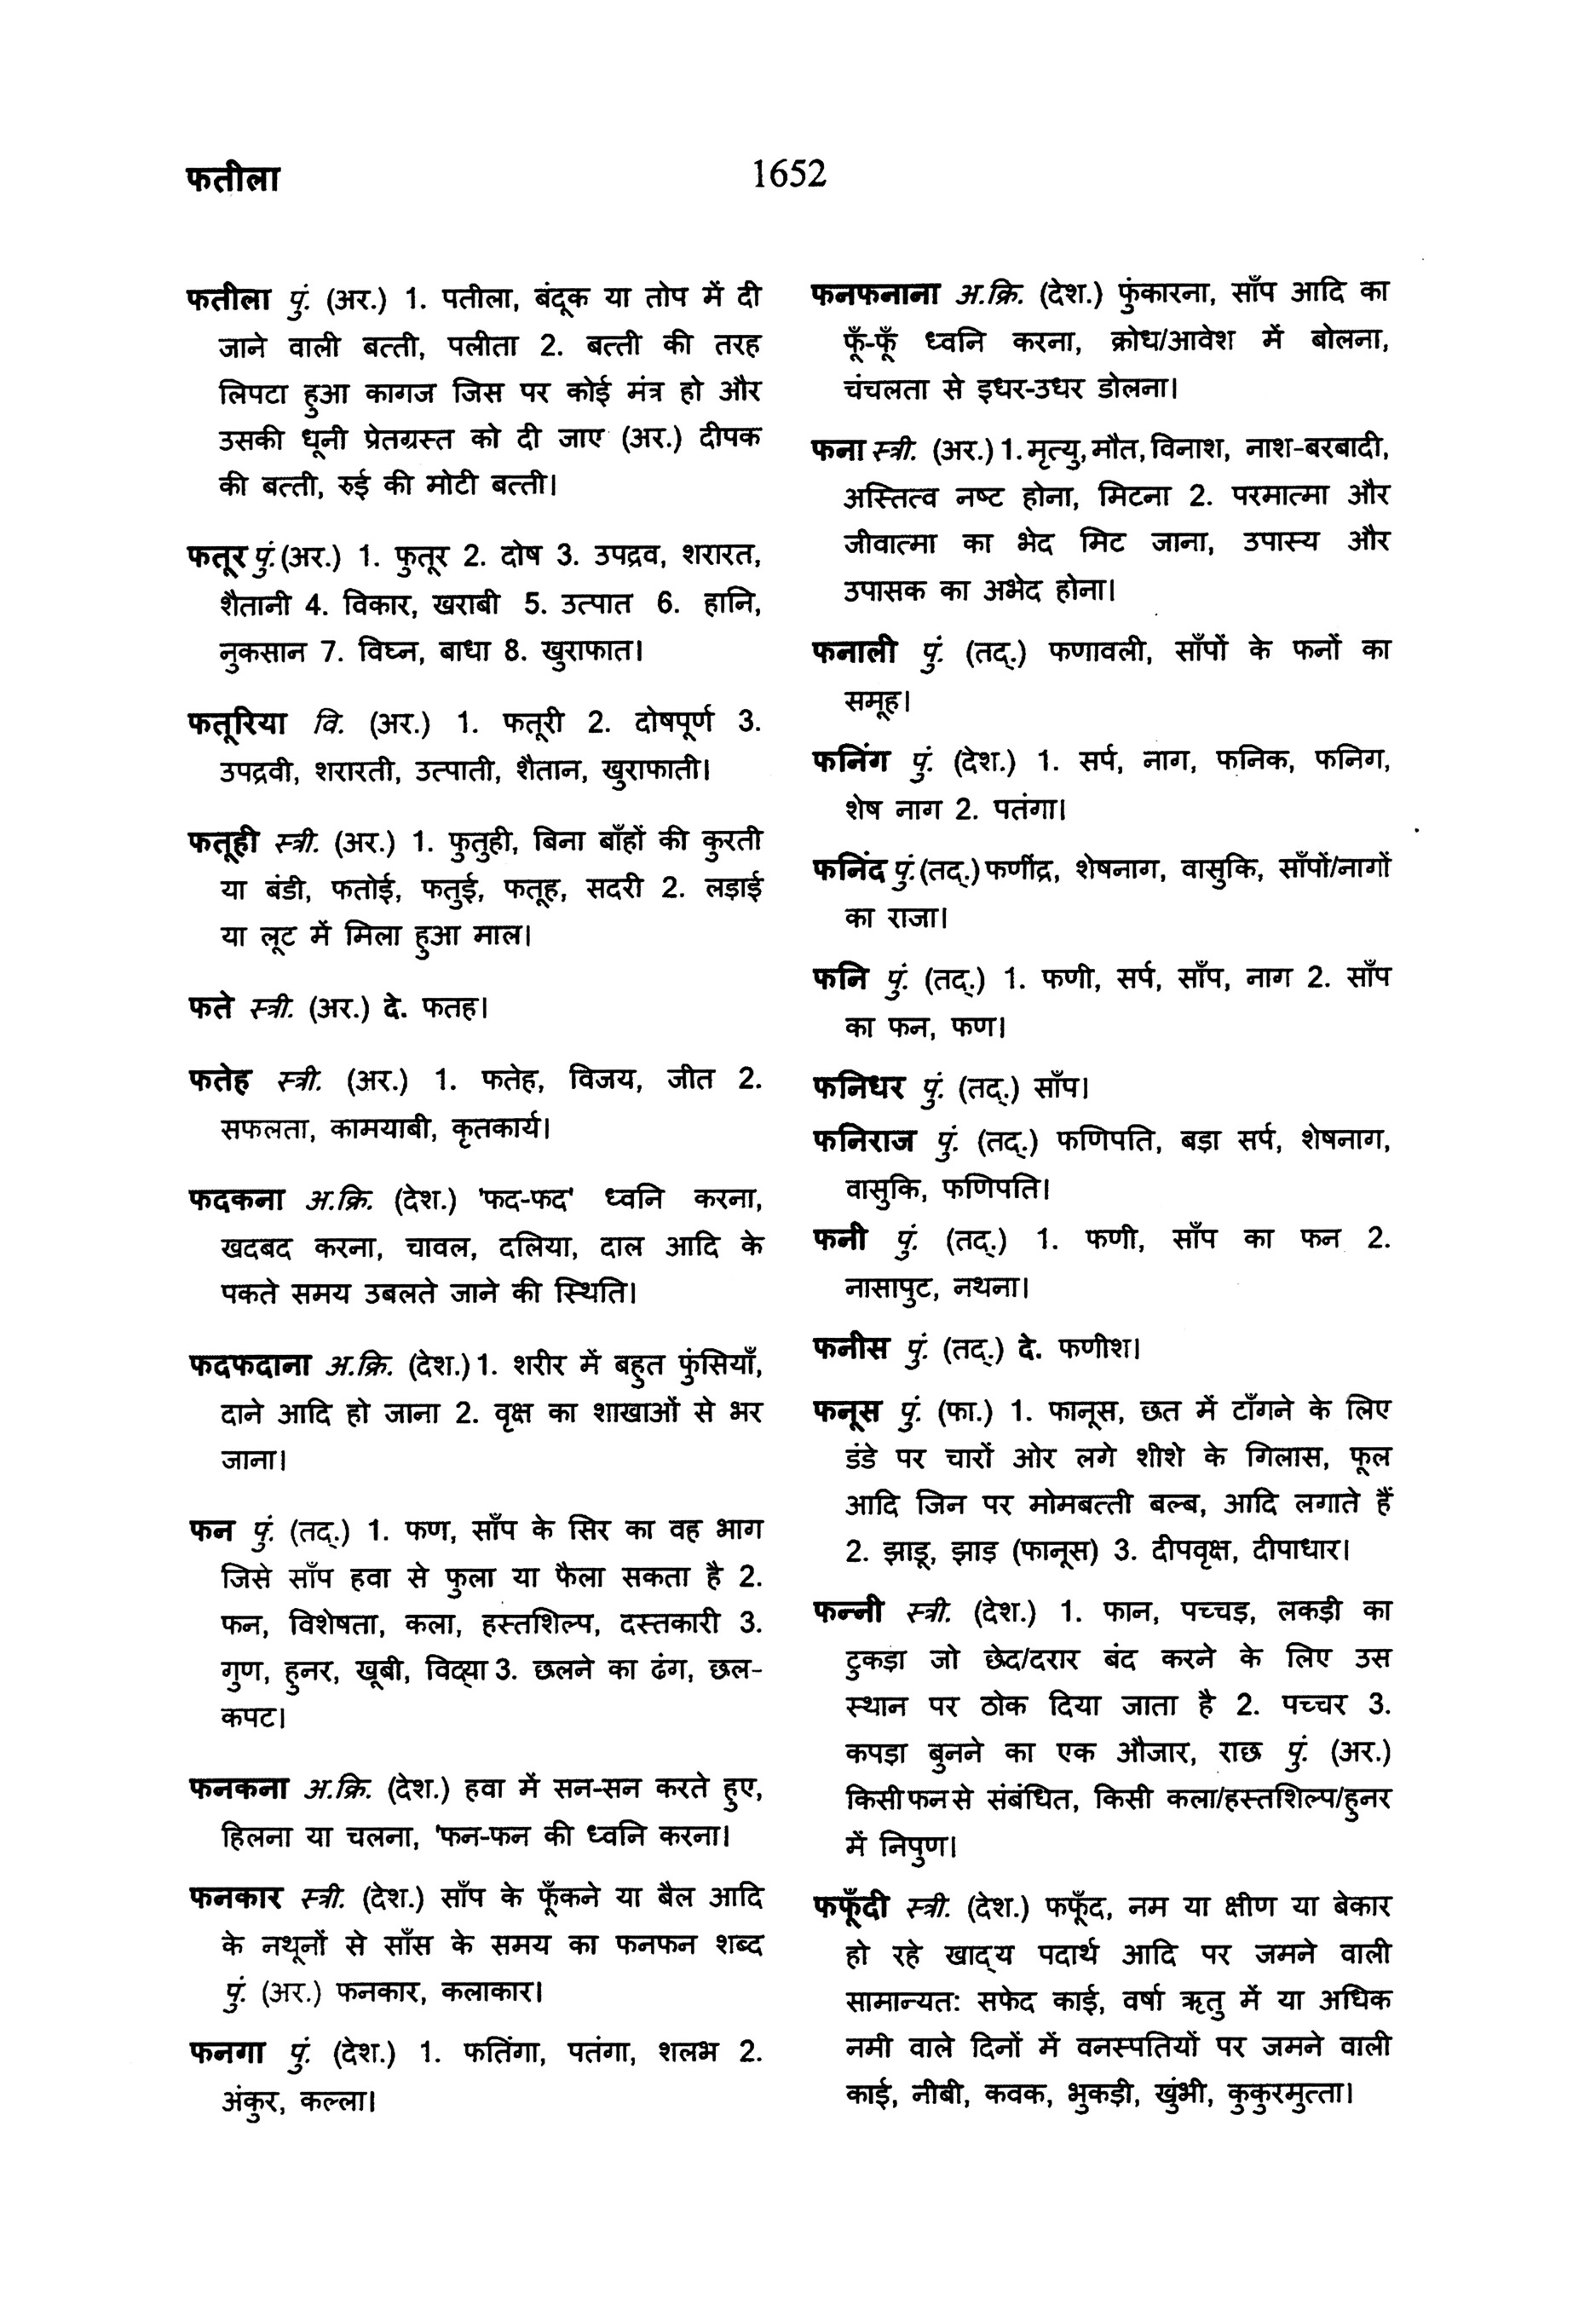 फतीला
1652
फतीला पुं. (अर.) 1. पतीला, बंदूक या तोप में दी
जाने वाली बत्ती, पलीता 2. बत्ती की तरह
लिपटा हुआ कागज जिस पर कोई मंत्र हो और
उसकी धूनी प्रेतग्रस्त को दी जाए (अर.) दीपक
की बत्ती, रुई की मोटी बत्ती।
फतूर पुं. (अर.) 1. फुतूर 2. दोष 3. उपद्रव, शरारत,
शैतानी 4. विकार, खराबी 5. उत्पात 6. हानि,
नुकसान 7. विघ्न, बाधा 8. खुराफात।
फतूरिया वि. (अर.) 1. फतूरी 2. दोषपूर्ण 3.
उपद्रवी, शरारती, उत्पाती, शैतान, खुराफाती।
फतूही स्त्री. (अर.) 1. फुतुही, बिना बाँहों की कुरती
या बंडी, फतोई, फतुई, फतूह, सदरी 2. लड़ाई
या लूट में मिला हुआ माल।
फते स्त्री. (अर.) दे. फतह।
फतेह स्त्री. (अर.) 1. फतेह, विजय, जीत 2.
सफलता, कामयाबी, कृतकार्य।
फदकना अ.क्रि. (देश.) 'फद-फद' ध्वनि करना,
खदबद करना, चावल, दलिया, दाल आदि के
पकते समय उबलते जाने की स्थिति।
फदफदाना अ.क्रि. (देश.) 1. शरीर में बहुत फुंसियाँ,
दाने आदि हो जाना 2. वृक्ष का शाखाओं से भर
जाना।
फन पुं. (तद्.) 1. फण, साँप के सिर का वह भाग
जिसे साँप हवा से फुला या फैला सकता है 2.
फन, विशेषता, कला, हस्तशिल्प, दस्तकारी 3.
गुण, हुनर, खूबी, विद्या 3. छलने का ढंग, छल-
कपट।
फनकना अ.क्रि. (देश.) हवा में सन-सन करते हुए,
हिलना या चलना, 'फन-फन की ध्वनि करना।
फनकार स्त्री. (देश.) साँप के फूँकने या बैल आदि
के नथूनों से साँस के समय का फनफन शब्द
पुं. (अर.) फनकार, कलाकार।
फनगा पुं. (देश.) 1. फतिंगा, पतंगा, शलभ 2.
अंकुर, कल्ला।
फनफनाना अ.क्रि. (देश.) फुंकारना, साँप आदि का
फूँ-फूँ ध्वनि करना, क्रोध/आवेश में बोलना,
चंचलता से इधर-उधर डोलना।
फना स्त्री. (अर.) 1. मृत्यु, मौत, विनाश, नाश-बरबादी,
अस्तित्व नष्ट होना, मिटना 2. परमात्मा और
जीवात्मा का भेद मिट जाना, उपास्य और
उपासक का अभेद होना।
फनाली पुं. (तद्.) फणावली, साँपों के फनों का
समूह।
फनिंग पुं. (देश.) 1. सर्प, नाग, फनिक, फनिग,
शेष नाग 2. पतंगा।
फनिंद पुं. (तद्.) फणींद्र, शेषनाग, वासुकि, साँपों/नागों
का राजा।
फनि पुं. (तद्.) 1. फणी, सर्प, साँप, नाग 2. साँप
का फन, फण।
फनिधर पुं. (तद्.) साँप।
फनिराज पुं. (तद्.) फणिपति, बड़ा सर्प, शेषनाग,
वासुकि, फणिपति।
फनी पुं. (तद्.) 1. फणी, साँप का फन 2.
नासापुट, नथना।
फनीस पुं. (तद्.) दे. फणीश।
फनूस पुं. (फा.) 1. फानूस, छत में टाँगने के लिए
डंडे पर चारों ओर लगे शीशे के गिलास, फूल
आदि जिन पर मोमबत्ती बल्ब, आदि लगाते हैं
2. झाडू, झाड़ (फानूस) 3. दीपवृक्ष, दीपाधार।
फन्नी स्त्री. (देश.) 1. फान, पच्चड़, लकड़ी का
टुकड़ा जो छेद/दरार बंद करने के लिए उस
स्थान पर ठोक दिया जाता है 2. पच्चर 3.
कपड़ा बुनने का एक औजार, राछ पुं. (अर.)
किसी फन से संबंधित, किसी कला/हस्तशिल्प/हुनर
में निपुण।
फफूँदी स्त्री. (देश.) फफूँद, नम या क्षीण या बेकार
हो रहे खाद्य पदार्थ आदि पर जमने वाली
सामान्यत: सफेद काई, वर्षा ऋतु में या अधिक
नमी वाले दिनों में वनस्पतियों पर जमने वाली
काई, नीबी, कवक, भुकड़ी, खुंभी, कुकुरमुत्ता।